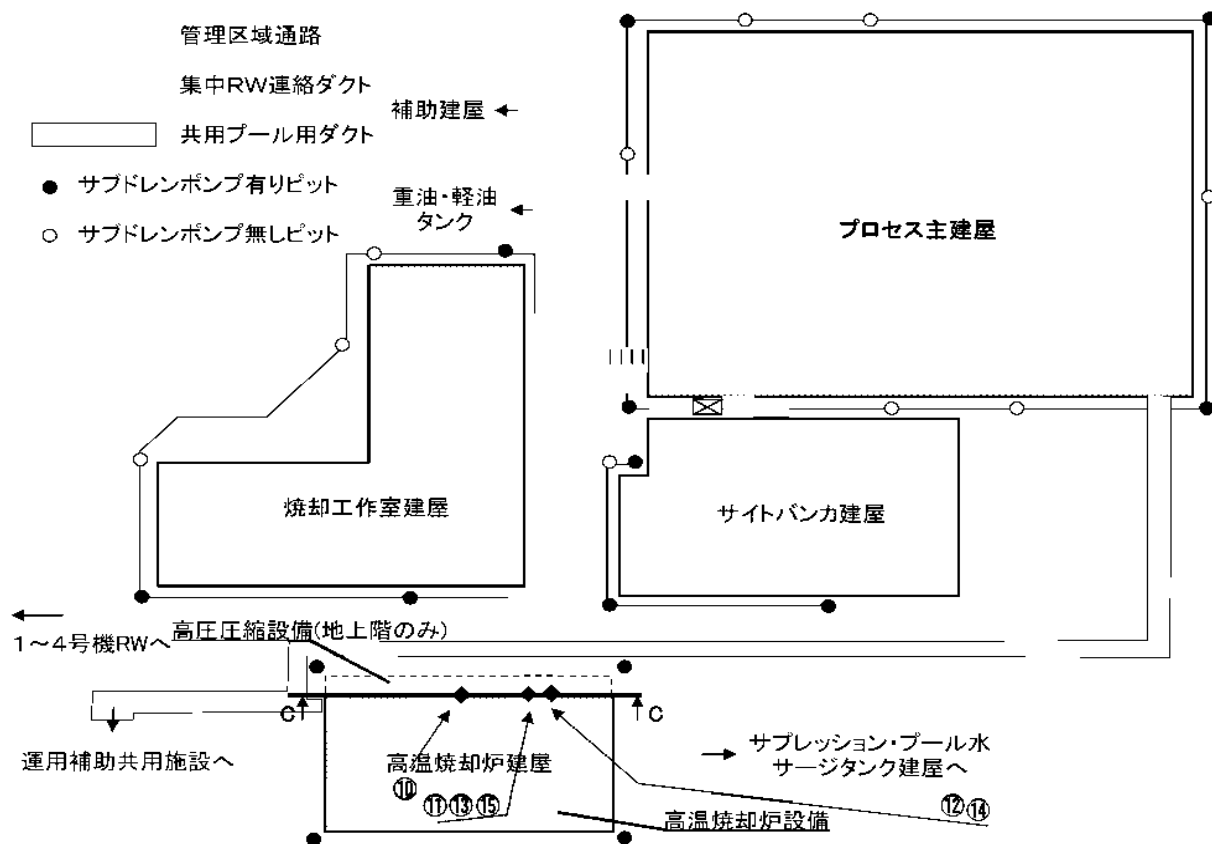 管理区域通路
集中RW連絡ダクト
共用プール用ダクト
サブドレンポンプ有りピット
サブドレンポンプ無しピット
補助建屋
重油・軽油
タンク
プロセス主建屋
焼却工作室建屋
サイトバンカ建屋
1～4号機RWへ
高圧圧縮設備(地上階のみ)
C
C
運用補助共用施設へ
高温焼却炉建屋
サプレッション・プール水
サージタンク建屋へ
⑩
⑪⑬⑮
⑫⑭
高温焼却炉設備